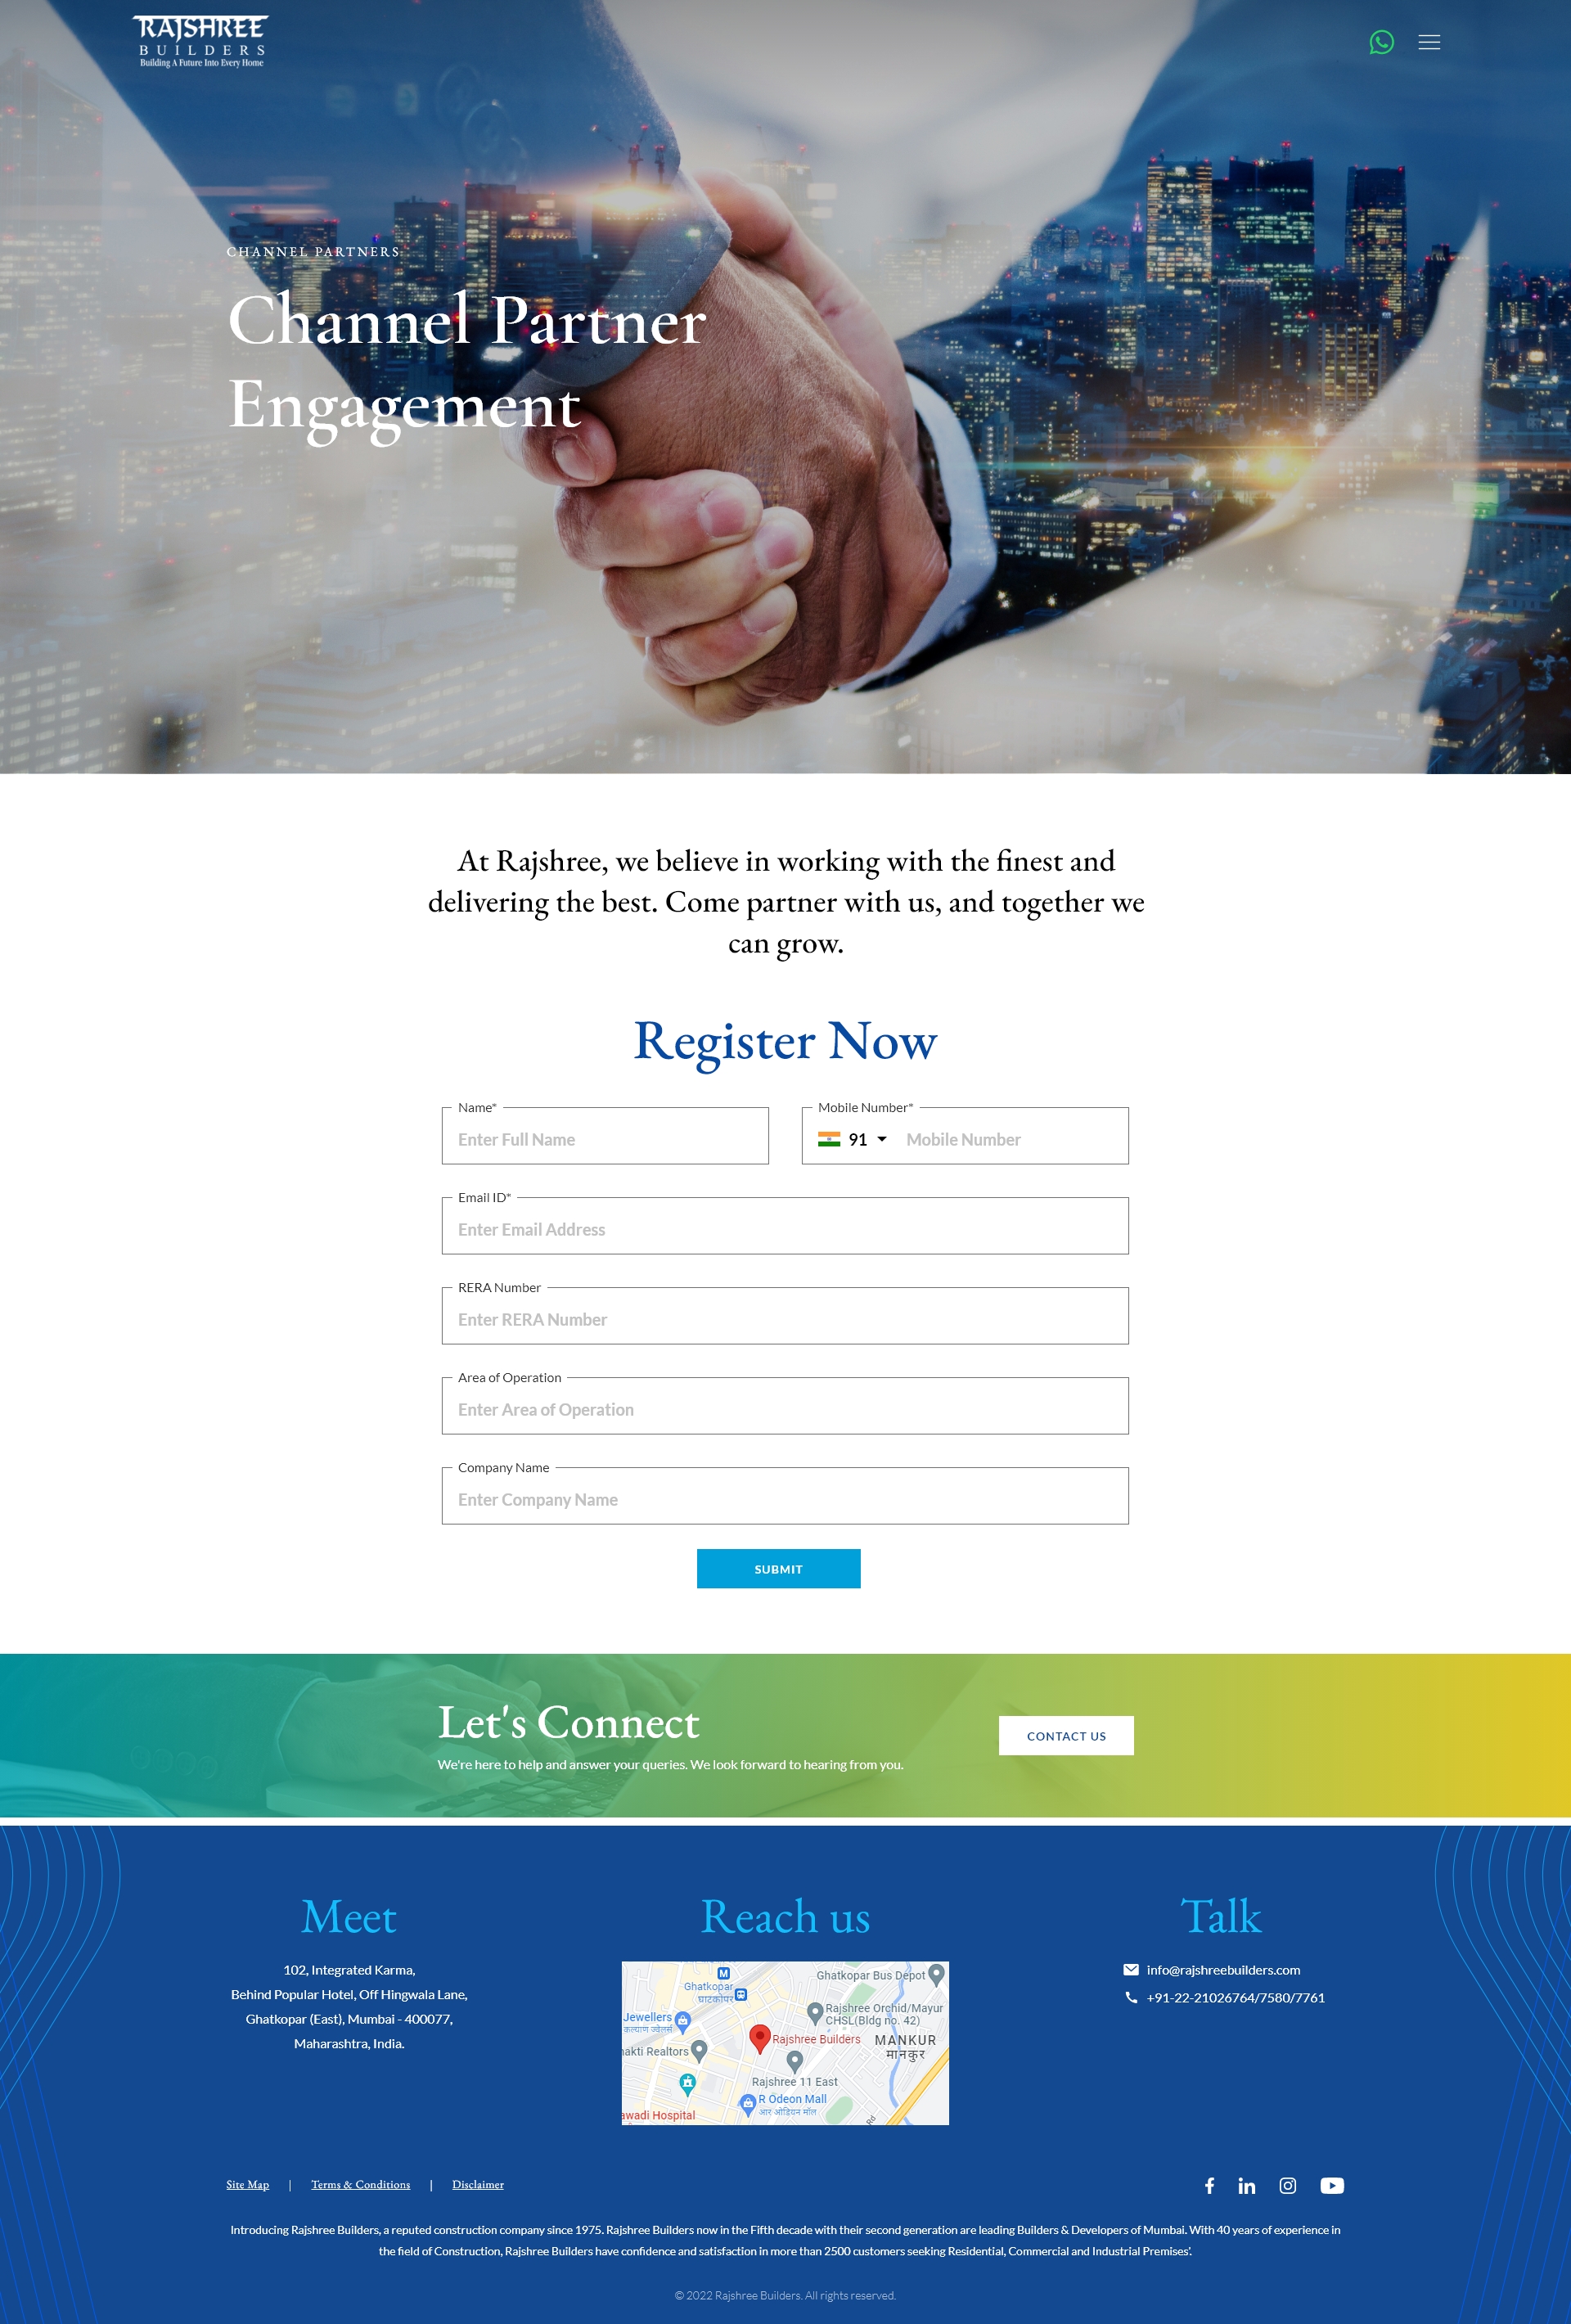 RAJSHREE
BUILDERS
Building A Future Into Every Home
CHANNEL PARTNERS
Channel Partner
Engagement
At Rajshree, we believe in working with the finest and
delivering the best. Come partner with us, and together we
can grow.
Register Now
Name*
Enter Full Name
Mobile Number*
91
Mobile Number
Email ID*
Enter Email Address
RERA Number
Enter RERA Number
Area of Operation
Enter Area of Operation
Company Name
Enter Company Name
SUBMIT
Let's Connect
We're here to help and answer your queries. We look forward to hearing from you.
CONTACT US
Meet
102, Integrated Karma,
Behind Popular Hotel, Off Hingwala Lane,
Ghatkopar (East), Mumbai - 400077,
Maharashtra, India.
Reach us
Ghatkopar Bus Depot
M
Ghatkopar
घाटकोपर
Jewellers
कल्याण ज्वेलर्स
Rajshree Orchid/Mayur
CHSL(Bldg no. 42)
Rajshree Builders
MANKUR
मानकुर
hakti Realtors
Rajshree 11 East
R Odeon Mall
आर ओडियन मॉल
awadi Hospital
Rd
Talk
info@rajshreebuilders.com
+91-22-21026764/7580/7761
Site Map | Terms & Conditions | Disclaimer
Introducing Rajshree Builders, a reputed construction company since 1975. Rajshree Builders now in the Fifth decade with their second generation are leading Builders & Developers of Mumbai. With 40 years of experience in
the field of Construction, Rajshree Builders have confidence and satisfaction in more than 2500 customers seeking Residential, Commercial and Industrial Premises'.
© 2022 Rajshree Builders. All rights reserved.